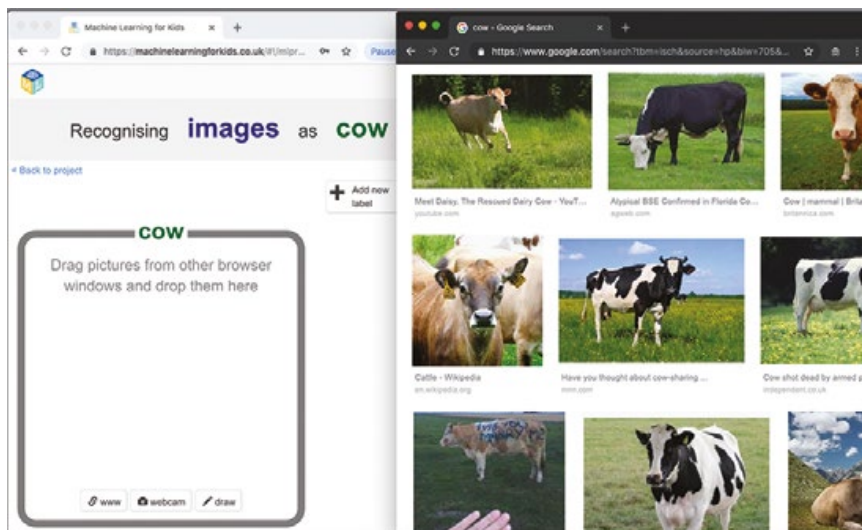 Machine Learning for Kids
https://machinelearningforkids.co.uk/#!/mlpr...
Pause
Recognising images as cow
< Back to project
Add new
label
cow
Drag pictures from other browser
windows and drop them here
www
webcam
draw
cow - Google Search
https://www.google.com/search?tbm=isch&source=hp&biw=705&...
Meet Daisy, The Rescued Dairy Cow - YouT...
youtube.com
Atypical BSE Confirmed in Florida Co...
agweb.com
Cow | mammal | Brita
britannica.com
Cattle - Wikipedia
en.wikipedia.org
Have you thought about cow-sharing ...
Cow shot dead by armed p
independent.co.uk